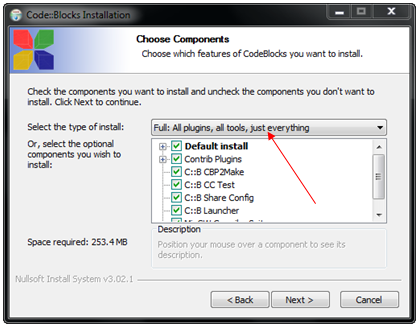 Code::Blocks Installation
Choose Components
Choose which features of CodeBlocks you want to install.
Check the components you want to install and uncheck the components you don't want to
install. Click Next to continue.
Select the type of install:
Full: All plugins, all tools, just everything
Or, select the optional
components you wish to
install:
Default install
Contrib Plugins
C::B CBP2Make
C::B CC Test
C::B Share Config
C::B Launcher
Space required: 253.4 MB
Description
Position your mouse over a component to see its
description.
Nullsoft Install System v3.02.1
< Back
Next >
Cancel